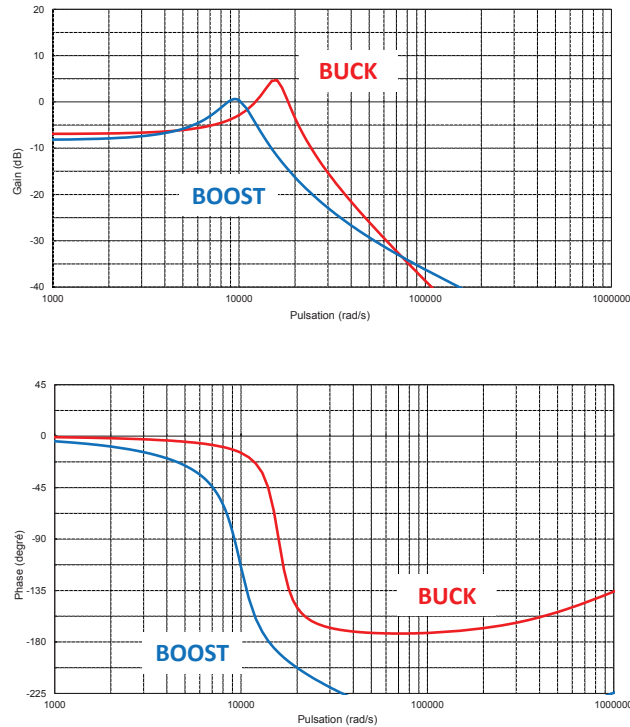 20
10
0
-10
-20
-30
-40
Gain (dB)
BUCK
BOOST
1000 10000 100000 1000000
Pulsation (rad/s)
45
0
-45
-90
-135
-180
-225
Phase (degré)
BUCK
BOOST
1000 10000 100000 1000000
Pulsation (rad/s)